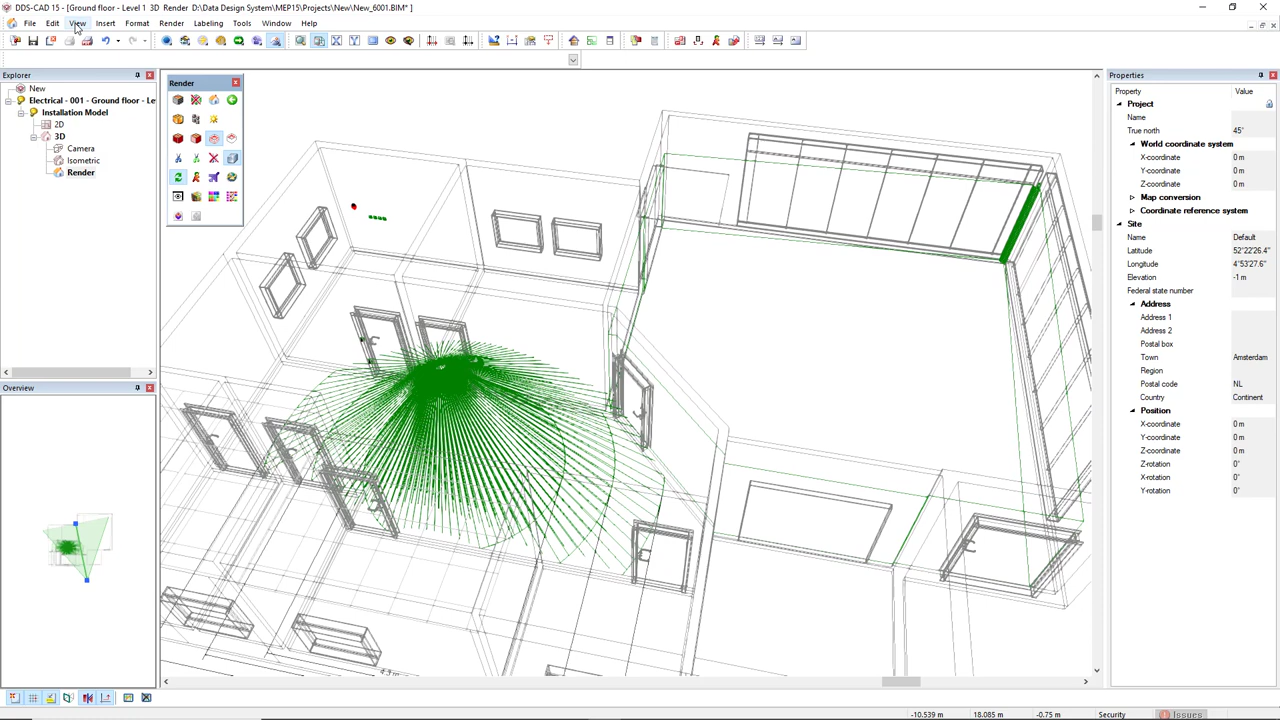 DDS-CAD 15 - [Ground floor - Level 1  3D  Render  D:\Data Design System\MEP15\Projects\New\New_6001.BIM* ]
File Edit View Insert Format Render Labeling Tools Window Help
Explorer
New
Electrical - 001 - Ground floor - Le
Installation Model
2D
3D
Camera
Isometric
Render
Overview
Render
Properties
Property Value
Project
Name
True north 45°
World coordinate system
X-coordinate 0 m
Y-coordinate 0 m
Z-coordinate 0 m
Map conversion
Coordinate reference system
Site
Name Default
Latitude 52°22'26.4"
Longitude 4°53'27.6"
Elevation -1 m
Federal state number
Address
Address 1
Address 2
Postal box
Town Amsterdam
Region
Postal code NL
Country Continent
Position
X-coordinate 0 m
Y-coordinate 0 m
Z-coordinate 0 m
X-rotation 0°
Z-rotation 0°
Y-rotation 0°
-10.539 m 18.085 m -0.75 m Security Issues